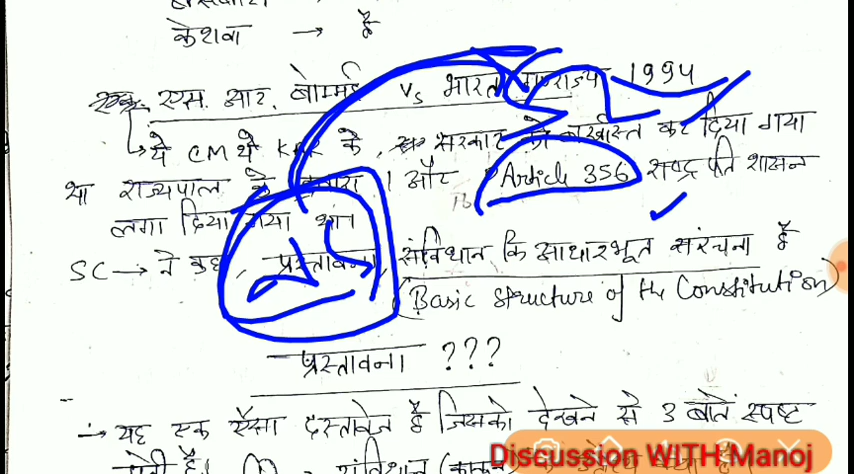 केशवा → है
एस. आर. बोम्मई Vs भारत गणराज्य 1994
→ ये CM थे के, सरकार को बर्खास्त कर दिया गया
था राज्यपाल के द्वारा । और Article 356 राष्ट्रपति शासन
लगा दिया गया था।
SC → ने कहा, प्रस्तावना, संविधान कि आधारभूत संरचना है
(Basic Structure of the Constitution)
प्रस्तावना ???
→ यह एक ऐसा दस्तावेज है जिसको देखने से 3 बातें स्पष्ट
होती हैं।
Discussion WITH Manoj